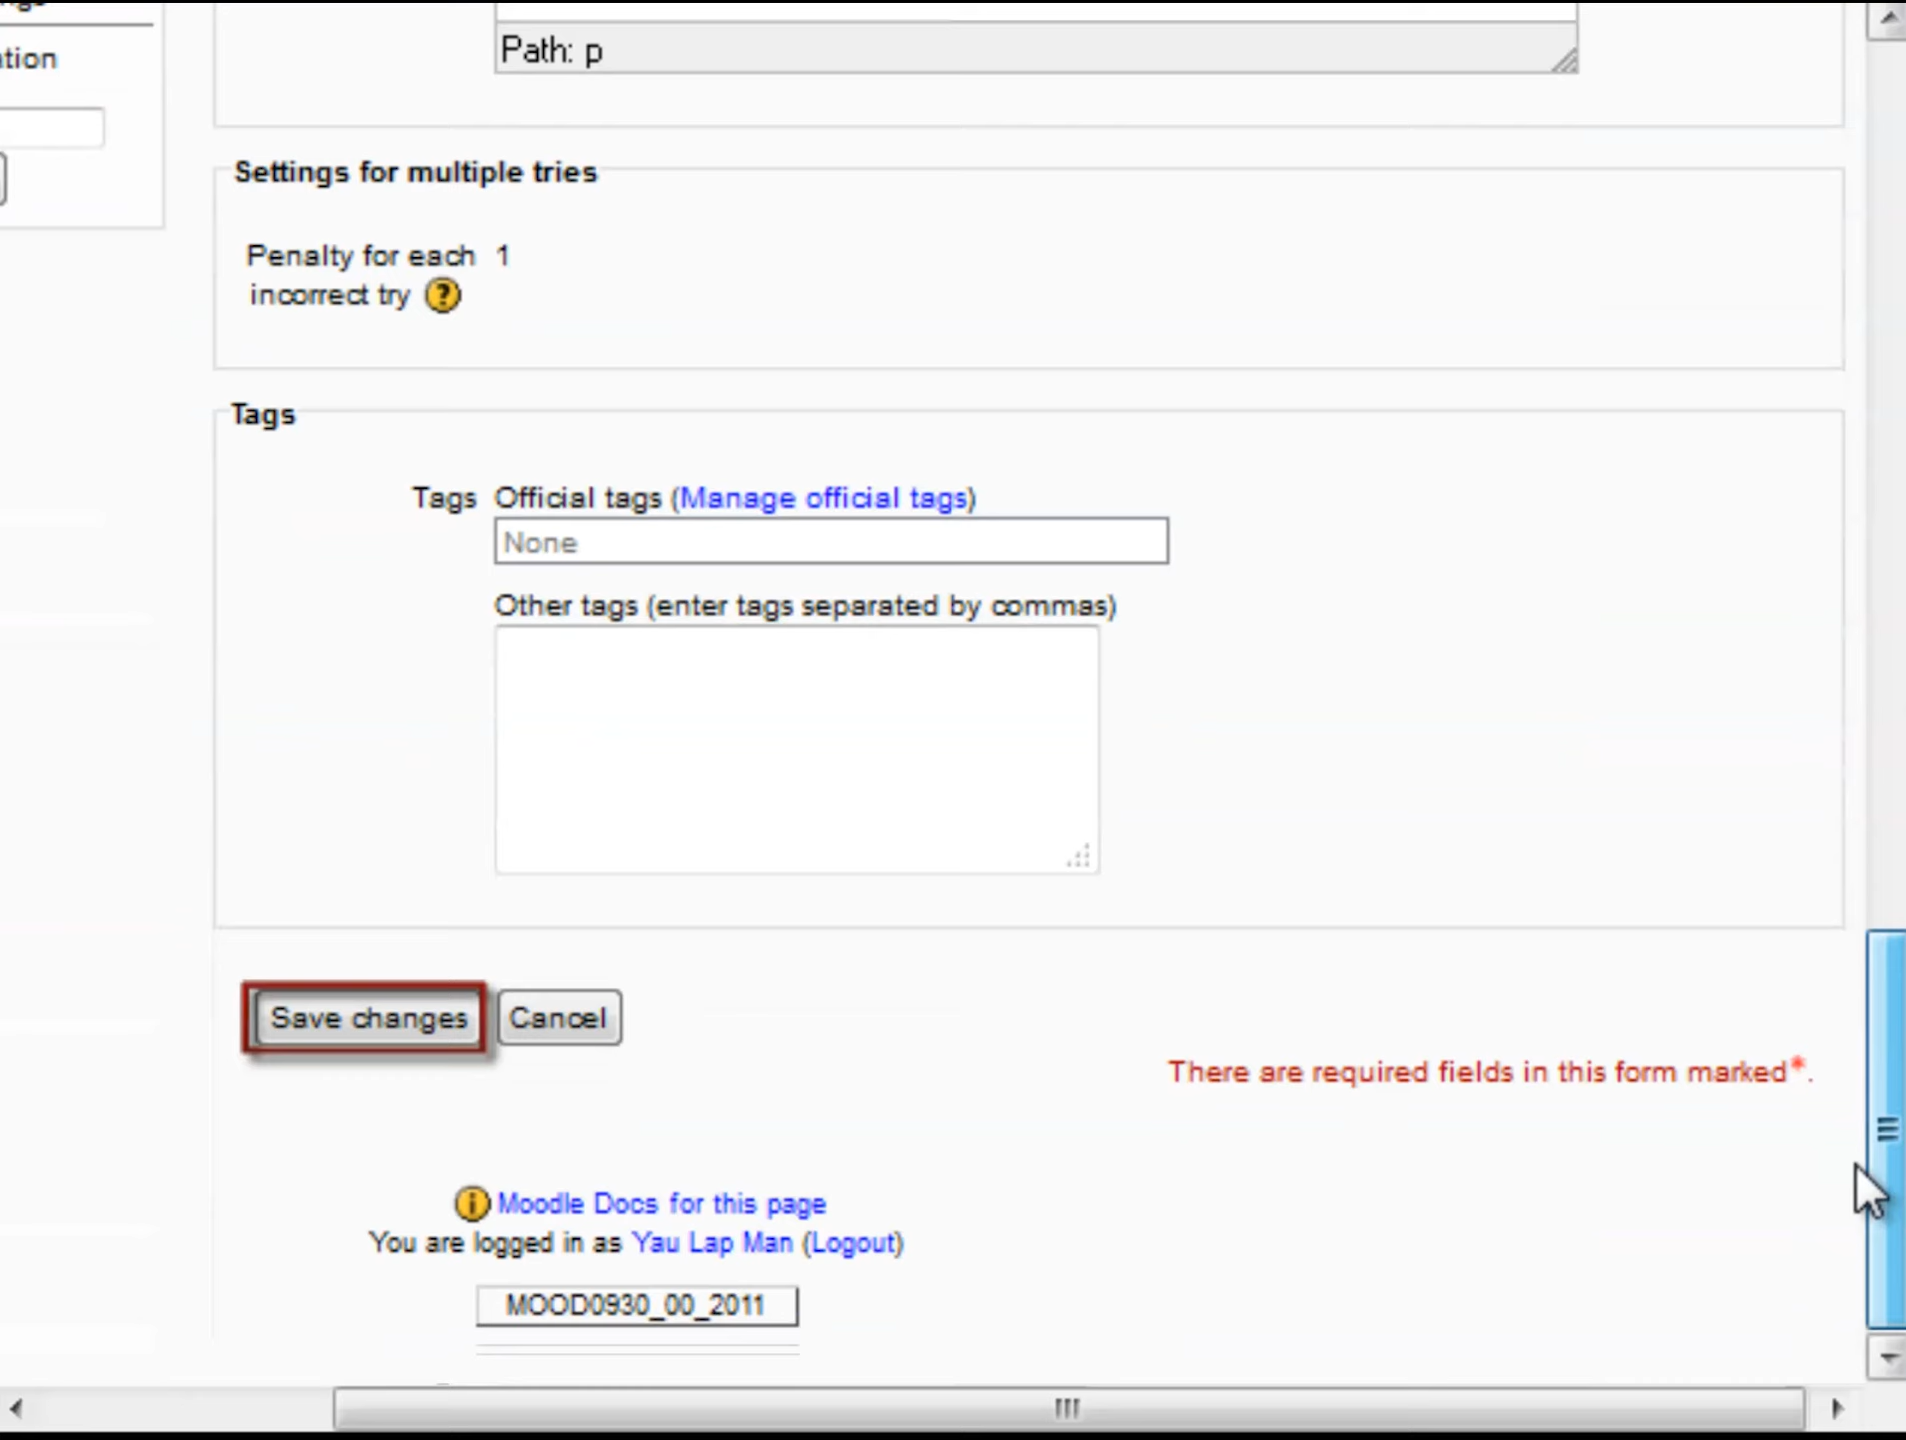 ation
Path: p
Settings for multiple tries
Penalty for each 1
incorrect try
Tags
Tags Official tags (Manage official tags)
None
Other tags (enter tags separated by commas)
Save changes Cancel
There are required fields in this form marked*.
Moodle Docs for this page
You are logged in as Yau Lap Man (Logout)
MOOD0930_00_2011